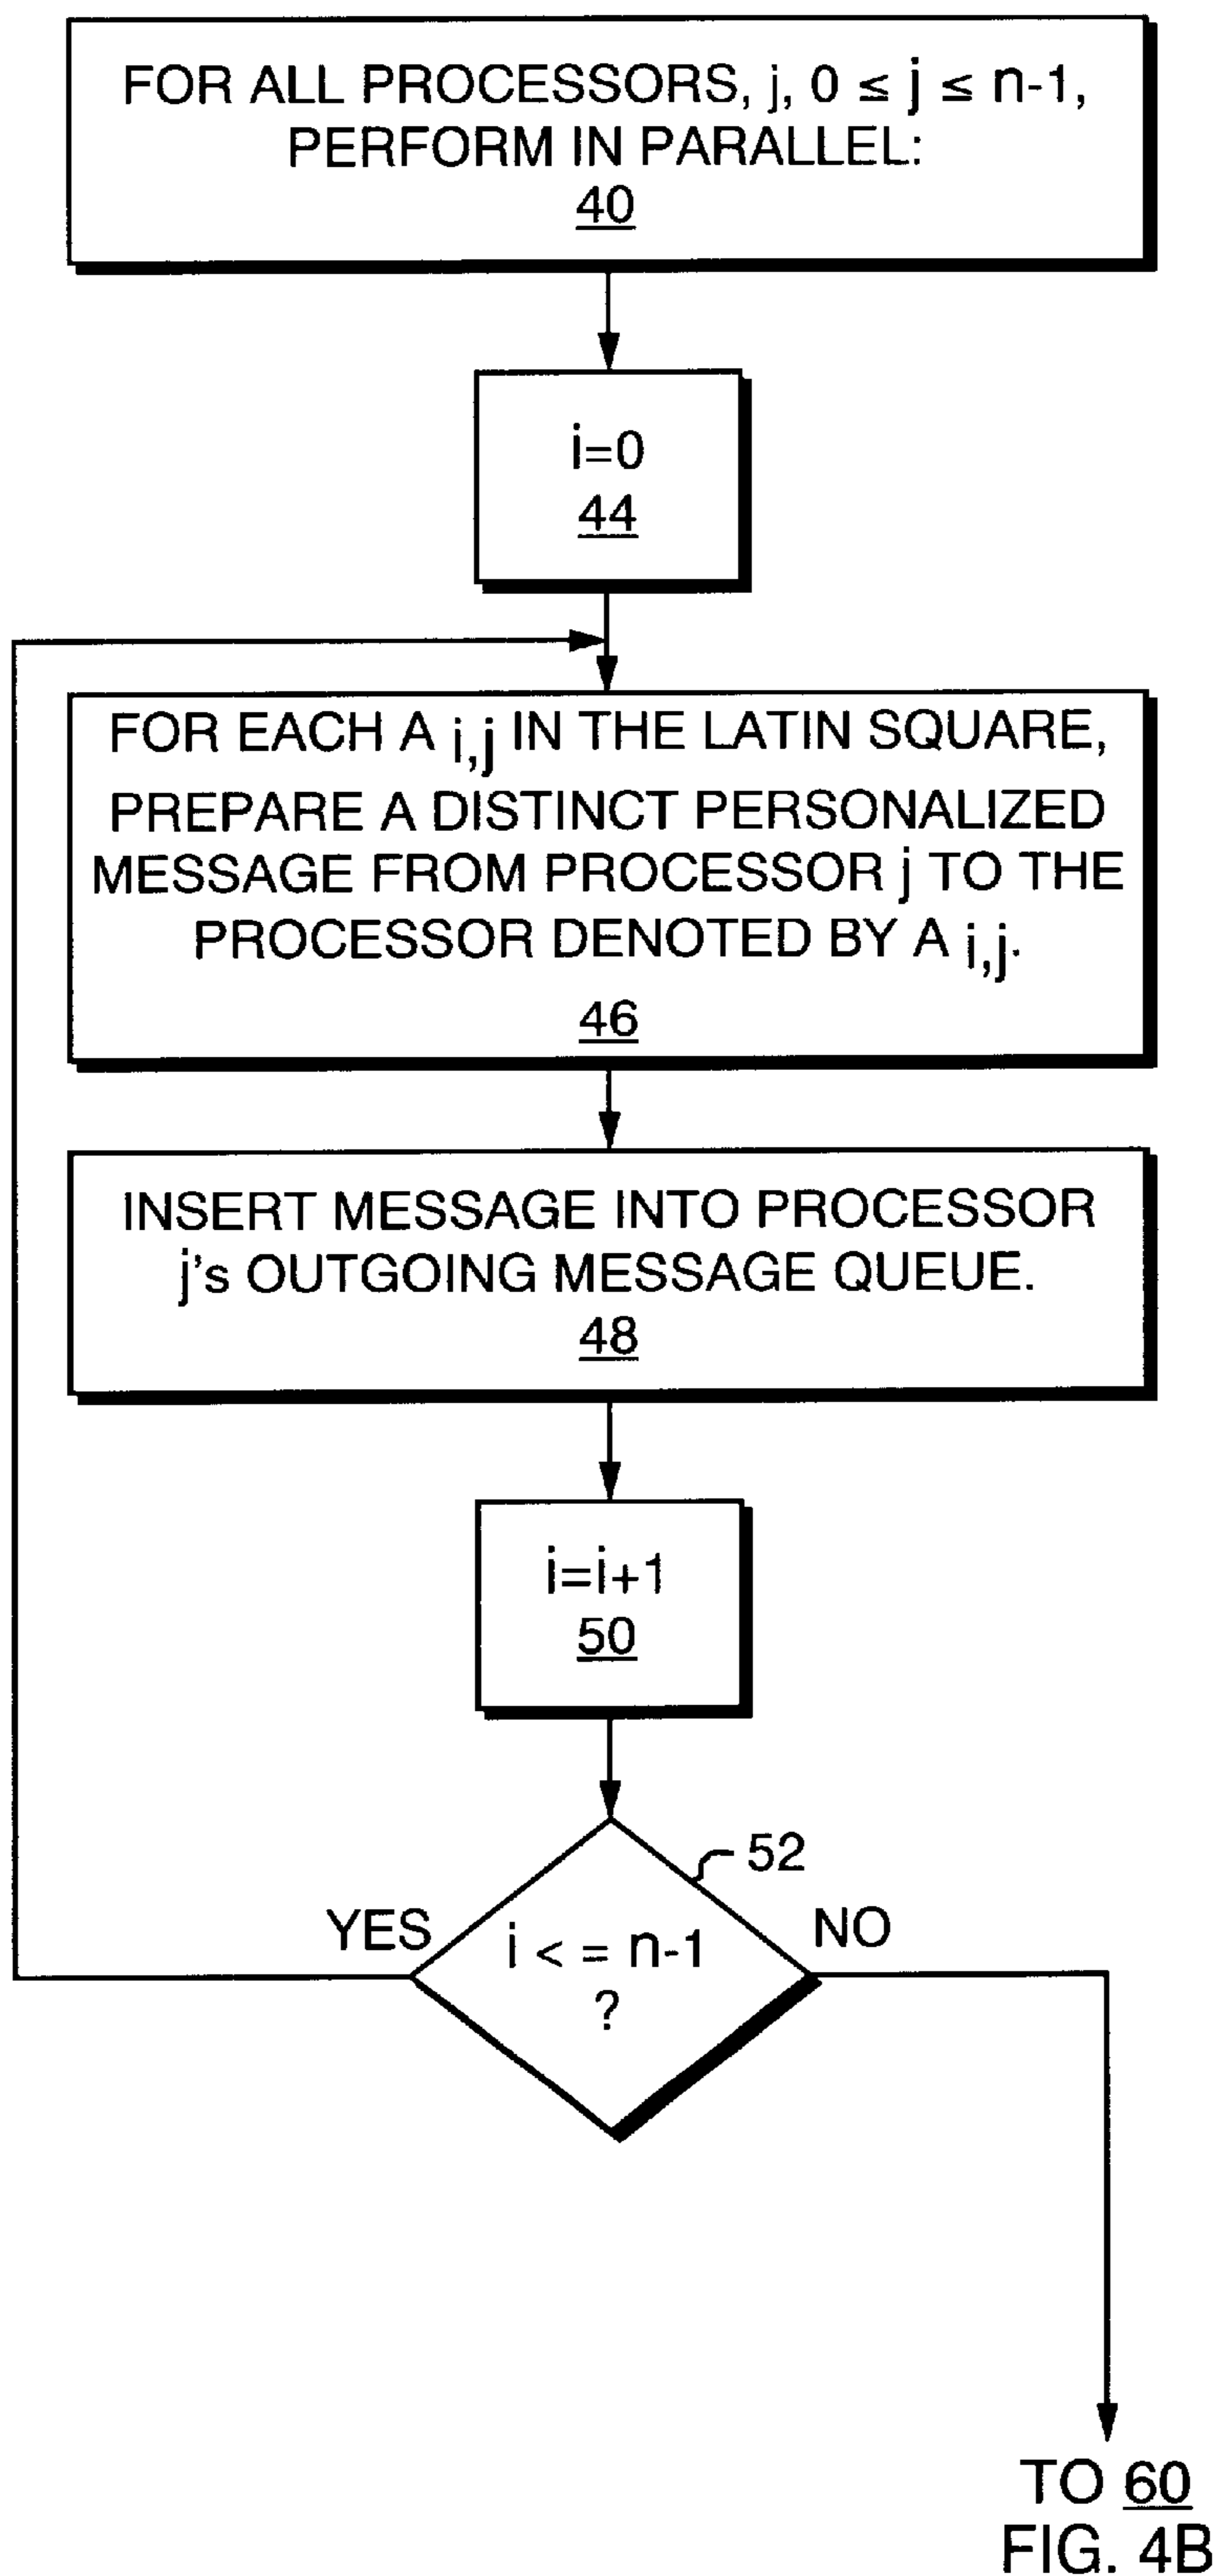 FOR ALL PROCESSORS, j, 0 ≤ j ≤ n-1,
PERFORM IN PARALLEL:
40
i=0
44
FOR EACH A i,j IN THE LATIN SQUARE,
PREPARE A DISTINCT PERSONALIZED
MESSAGE FROM PROCESSOR j TO THE
PROCESSOR DENOTED BY A i,j.
46
INSERT MESSAGE INTO PROCESSOR
j's OUTGOING MESSAGE QUEUE.
48
i=i+1
50
52
YES
i < = n-1
?
NO
TO 60
FIG. 4B